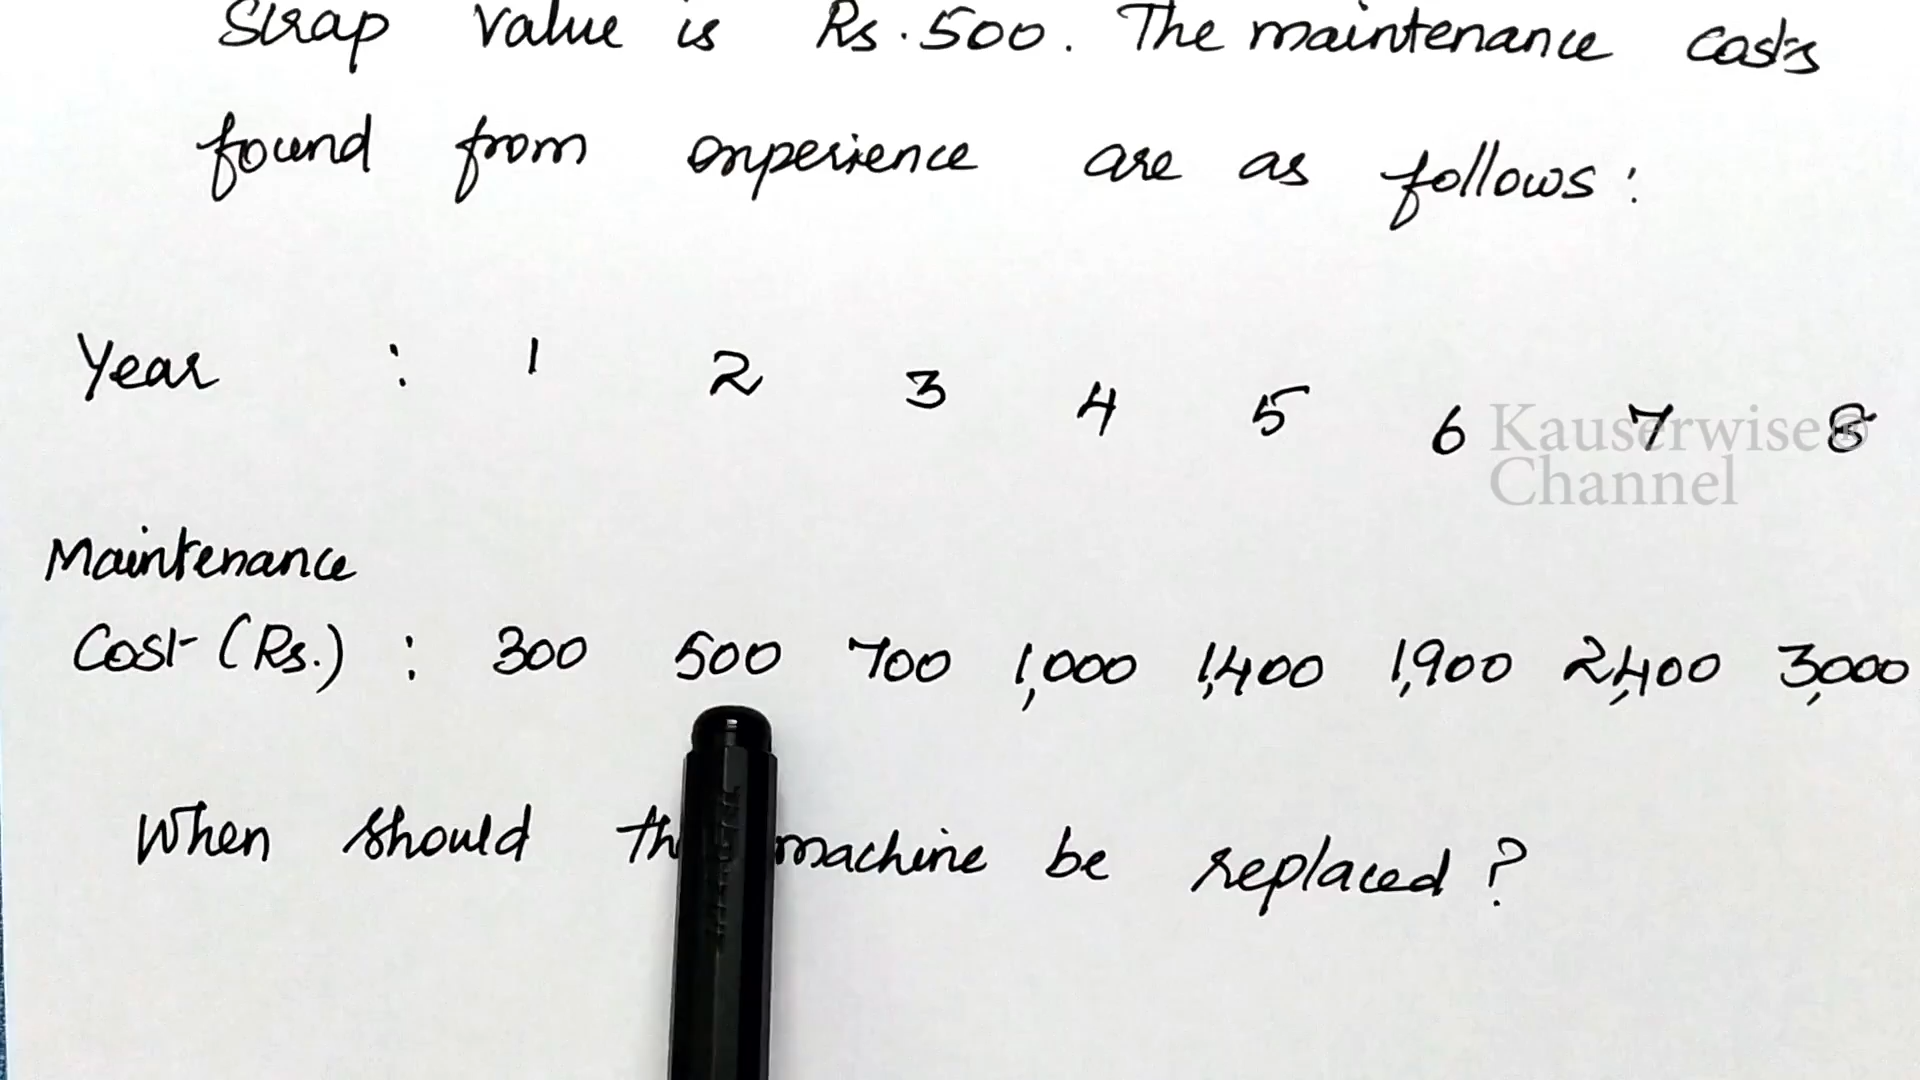 Scrap value is Rs.500. The maintenance costs
found from experience are as follows:
Year : 1 2 3 4 5 6 7 8
Kauserwise®
Channel
Maintenance
Cost (Rs.) : 300 500 700 1,000 1,400 1,900 2,400 3,000
When should th machine be replaced?